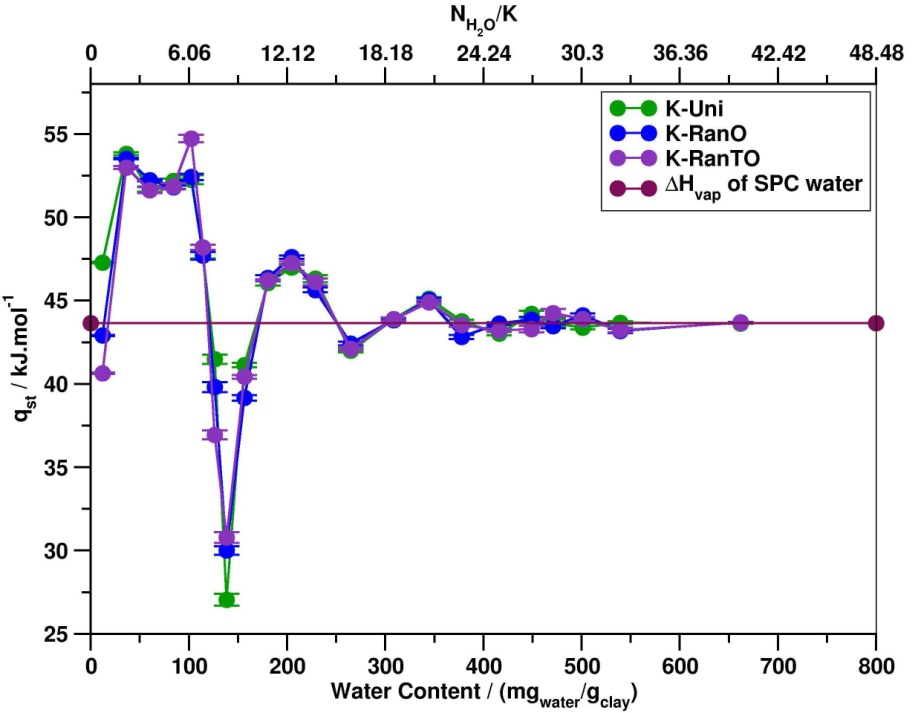 N_H₂O/K
0 6.06 12.12 18.18 24.24 30.3 36.36 42.42 48.48
K-Uni
K-RanO
K-RanTO
ΔH_vap of SPC water
55
50
45
40
35
30
25
q_st / kJ.mol⁻¹
0 100 200 300 400 500 600 700 800
Water Content / (mg_water/g_clay)